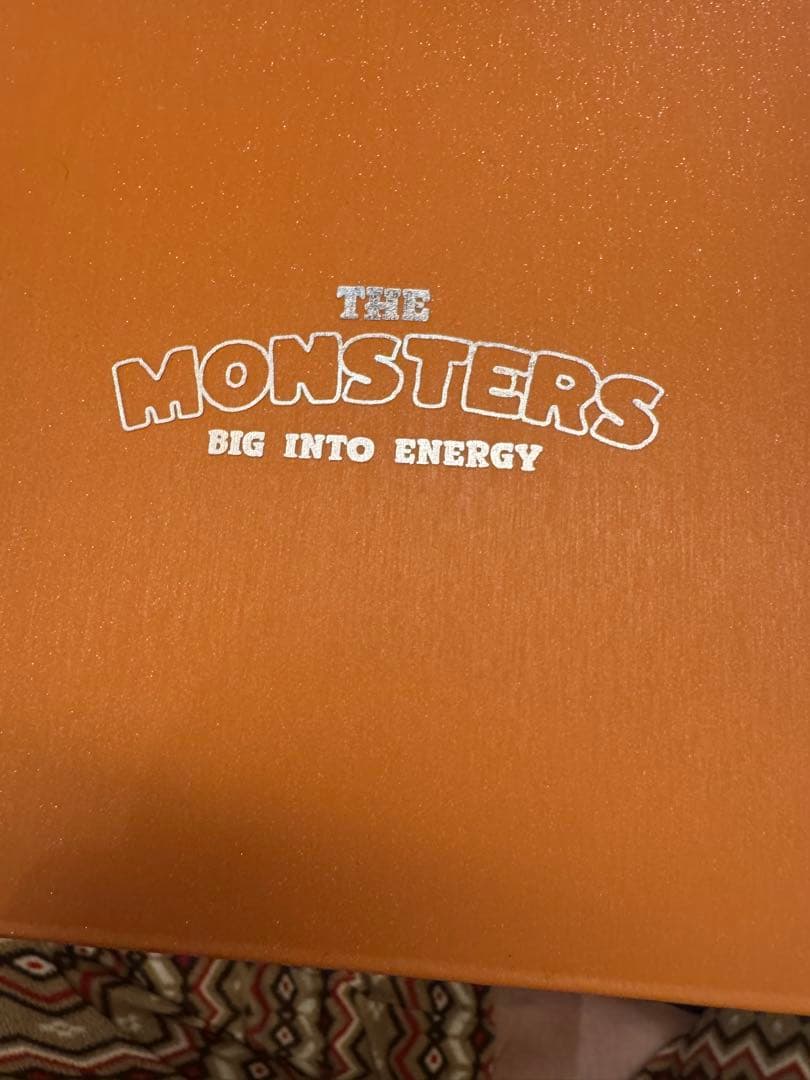 THE
MONSTERS
BIG INTO ENERGY